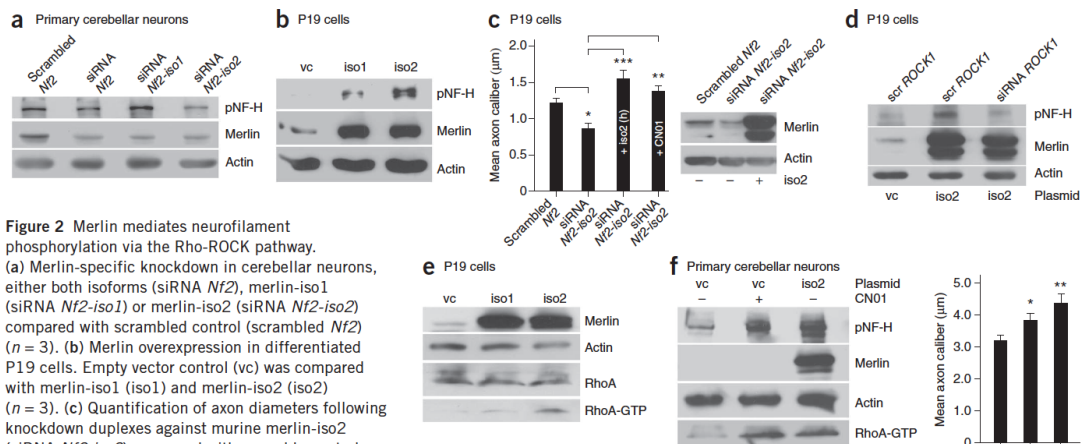 a Primary cerebellar neurons
Scrambled Nf2
siRNA Nf2
siRNA Nf2-iso1
siRNA Nf2-iso2
pNF-H
Merlin
Actin
b P19 cells
vc iso1 iso2
pNF-H
Merlin
Actin
c P19 cells
Mean axon caliber (µm)
2.0
1.5
1.0
0.5
0
*
***
**
+ iso2 (h)
+ CN01
Scrambled Nf2
siRNA Nf2-iso2
siRNA Nf2-iso2
siRNA Nf2-iso2
Scrambled Nf2
siRNA Nf2-iso2
siRNA Nf2-iso2
Merlin
Actin
– – + iso2
d P19 cells
scr ROCK1
scr ROCK1
siRNA ROCK1
pNF-H
Merlin
Actin
vc iso2 iso2 Plasmid
Figure 2 Merlin mediates neurofilament
phosphorylation via the Rho-ROCK pathway.
(a) Merlin-specific knockdown in cerebellar neurons,
either both isoforms (siRNA Nf2), merlin-iso1
(siRNA Nf2-iso1) or merlin-iso2 (siRNA Nf2-iso2)
compared with scrambled control (scrambled Nf2)
(n = 3). (b) Merlin overexpression in differentiated
P19 cells. Empty vector control (vc) was compared
with merlin-iso1 (iso1) and merlin-iso2 (iso2)
(n = 3). (c) Quantification of axon diameters following
knockdown duplexes against murine merlin-iso2
e P19 cells
vc iso1 iso2
Merlin
Actin
RhoA
RhoA-GTP
f Primary cerebellar neurons
vc vc iso2 Plasmid
– + – CN01
pNF-H
Merlin
Actin
RhoA-GTP
Mean axon caliber (µm)
5.0
4.0
3.0
2.0
1.0
0
*
**